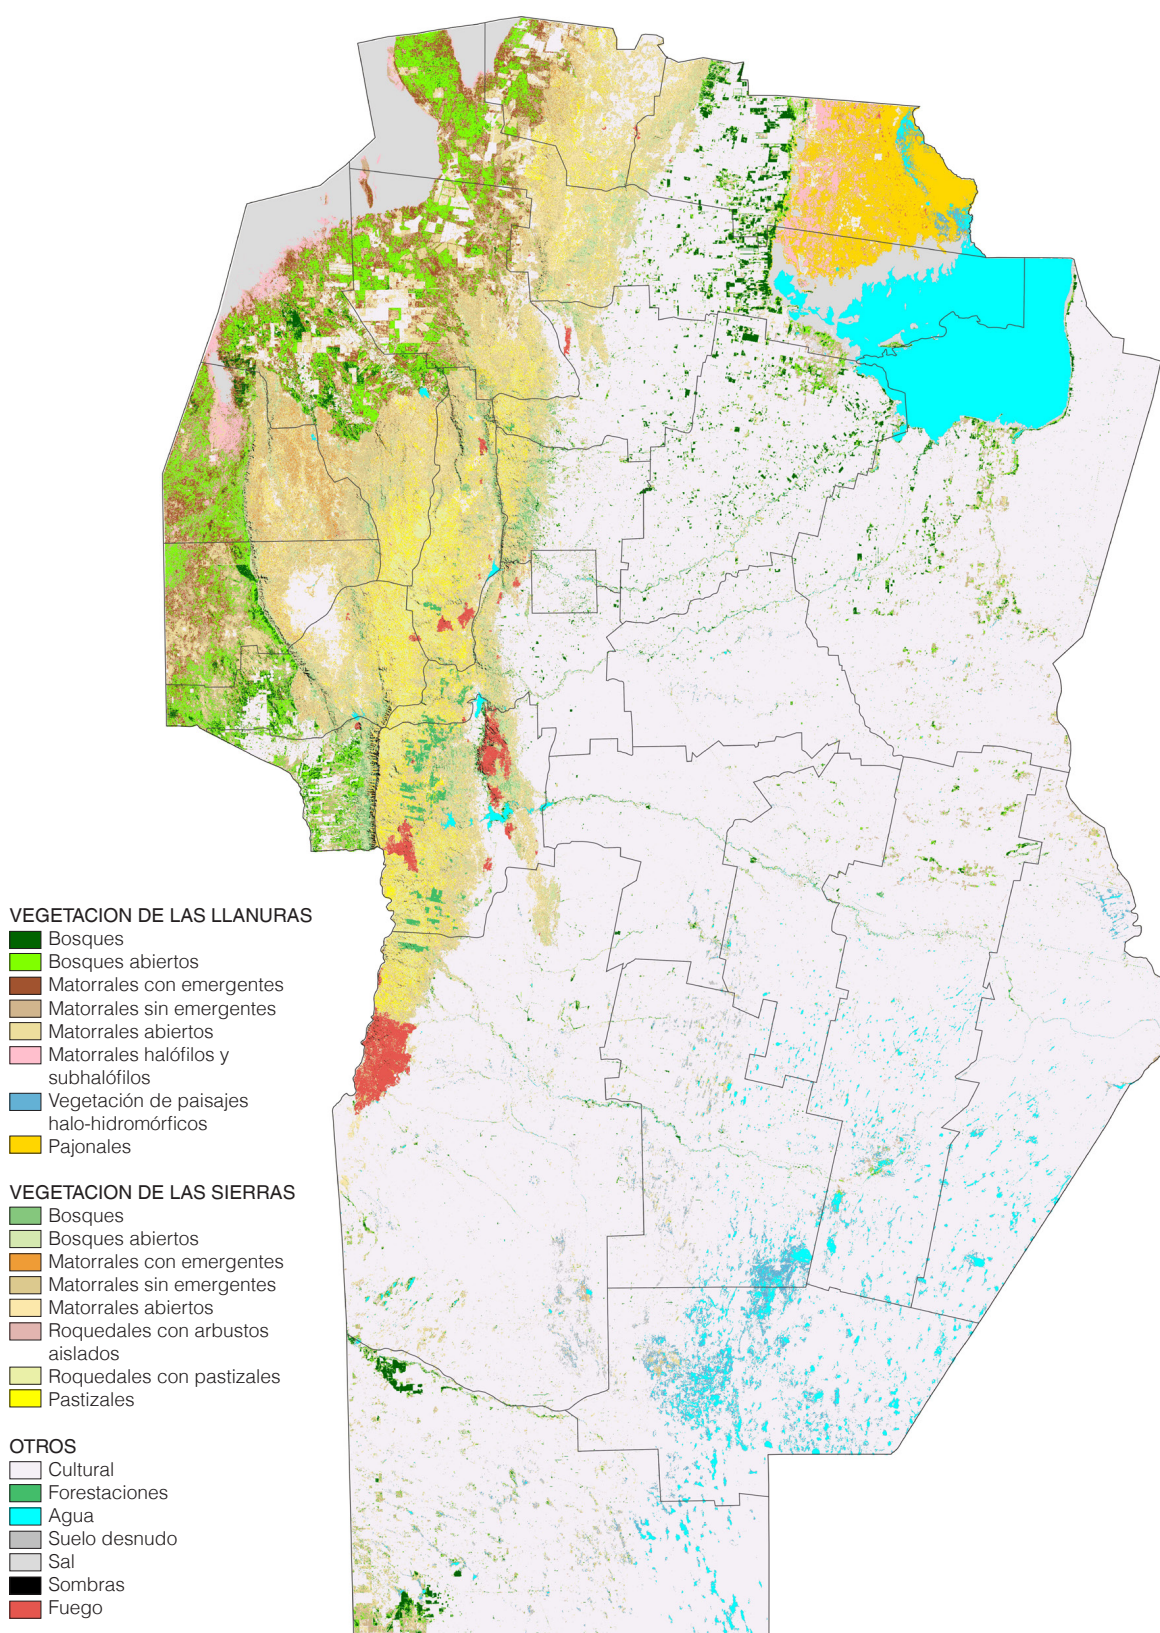 VEGETACION DE LAS LLANURAS
Bosques
Bosques abiertos
Matorrales con emergentes
Matorrales sin emergentes
Matorrales abiertos
Matorrales halófilos y
subhalófilos
Vegetación de paisajes
halo-hidromórficos
Pajonales
VEGETACION DE LAS SIERRAS
Bosques
Bosques abiertos
Matorrales con emergentes
Matorrales sin emergentes
Matorrales abiertos
Roquedales con arbustos
aislados
Roquedales con pastizales
Pastizales
OTROS
Cultural
Forestaciones
Agua
Suelo desnudo
Sal
Sombras
Fuego